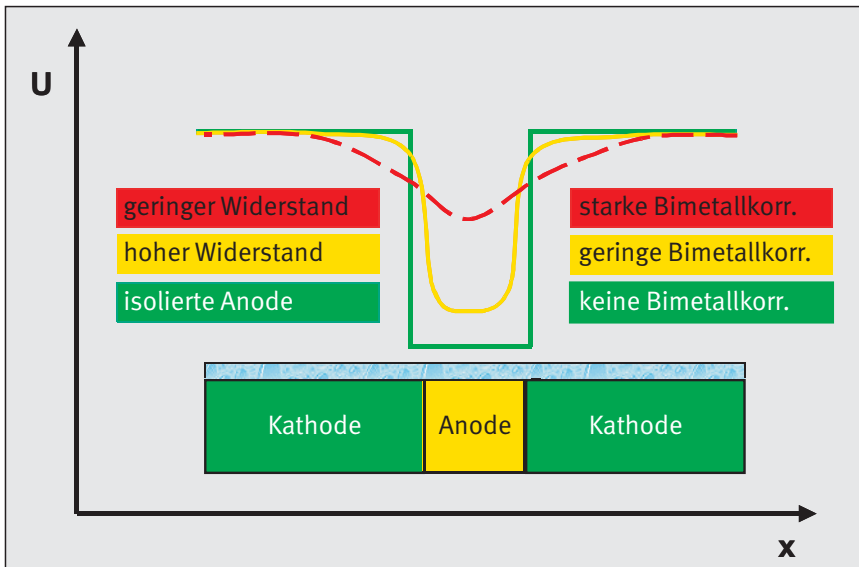 U
geringer Widerstand
hoher Widerstand
isolierte Anode
starke Bimetallkorr.
geringe Bimetallkorr.
keine Bimetallkorr.
Kathode
Anode
Kathode
x